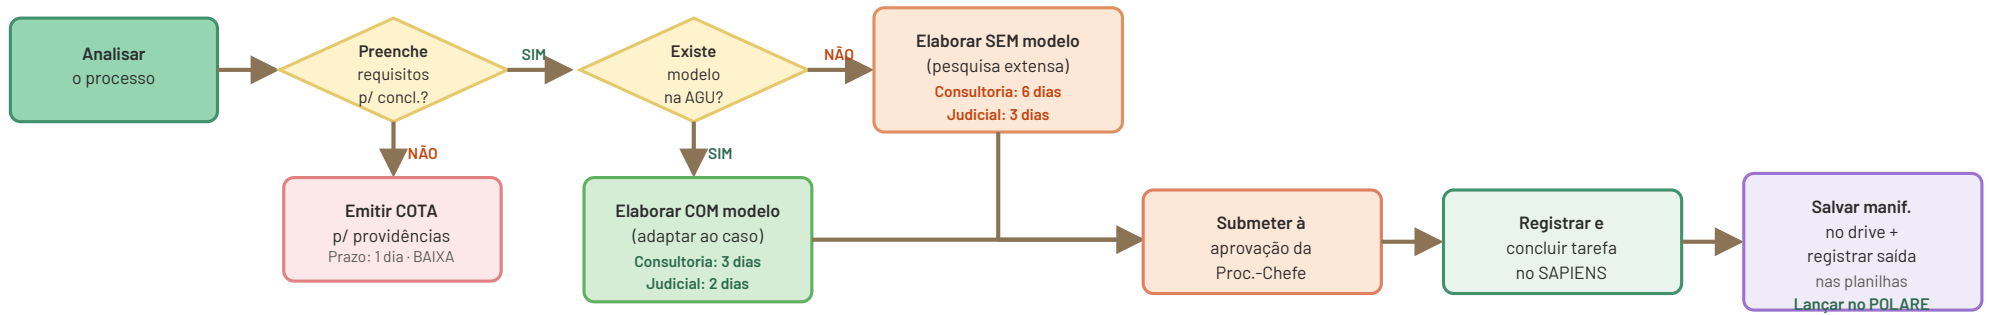 Analisar
o processo
Preenche
requisitos
p/ concl.?
SIM
NÃO
Emitir COTA
p/ providências
Prazo: 1 dia · BAIXA
Existe
modelo
na AGU?
NÃO
SIM
Elaborar SEM modelo
(pesquisa extensa)
Consultoria: 6 dias
Judicial: 3 dias
Elaborar COM modelo
(adaptar ao caso)
Consultoria: 3 dias
Judicial: 2 dias
Submeter à
aprovação da
Proc.-Chefe
Registrar e
concluir tarefa
no SAPIENS
Salvar manif.
no drive +
registrar saída
nas planilhas
Lançar no POLARE